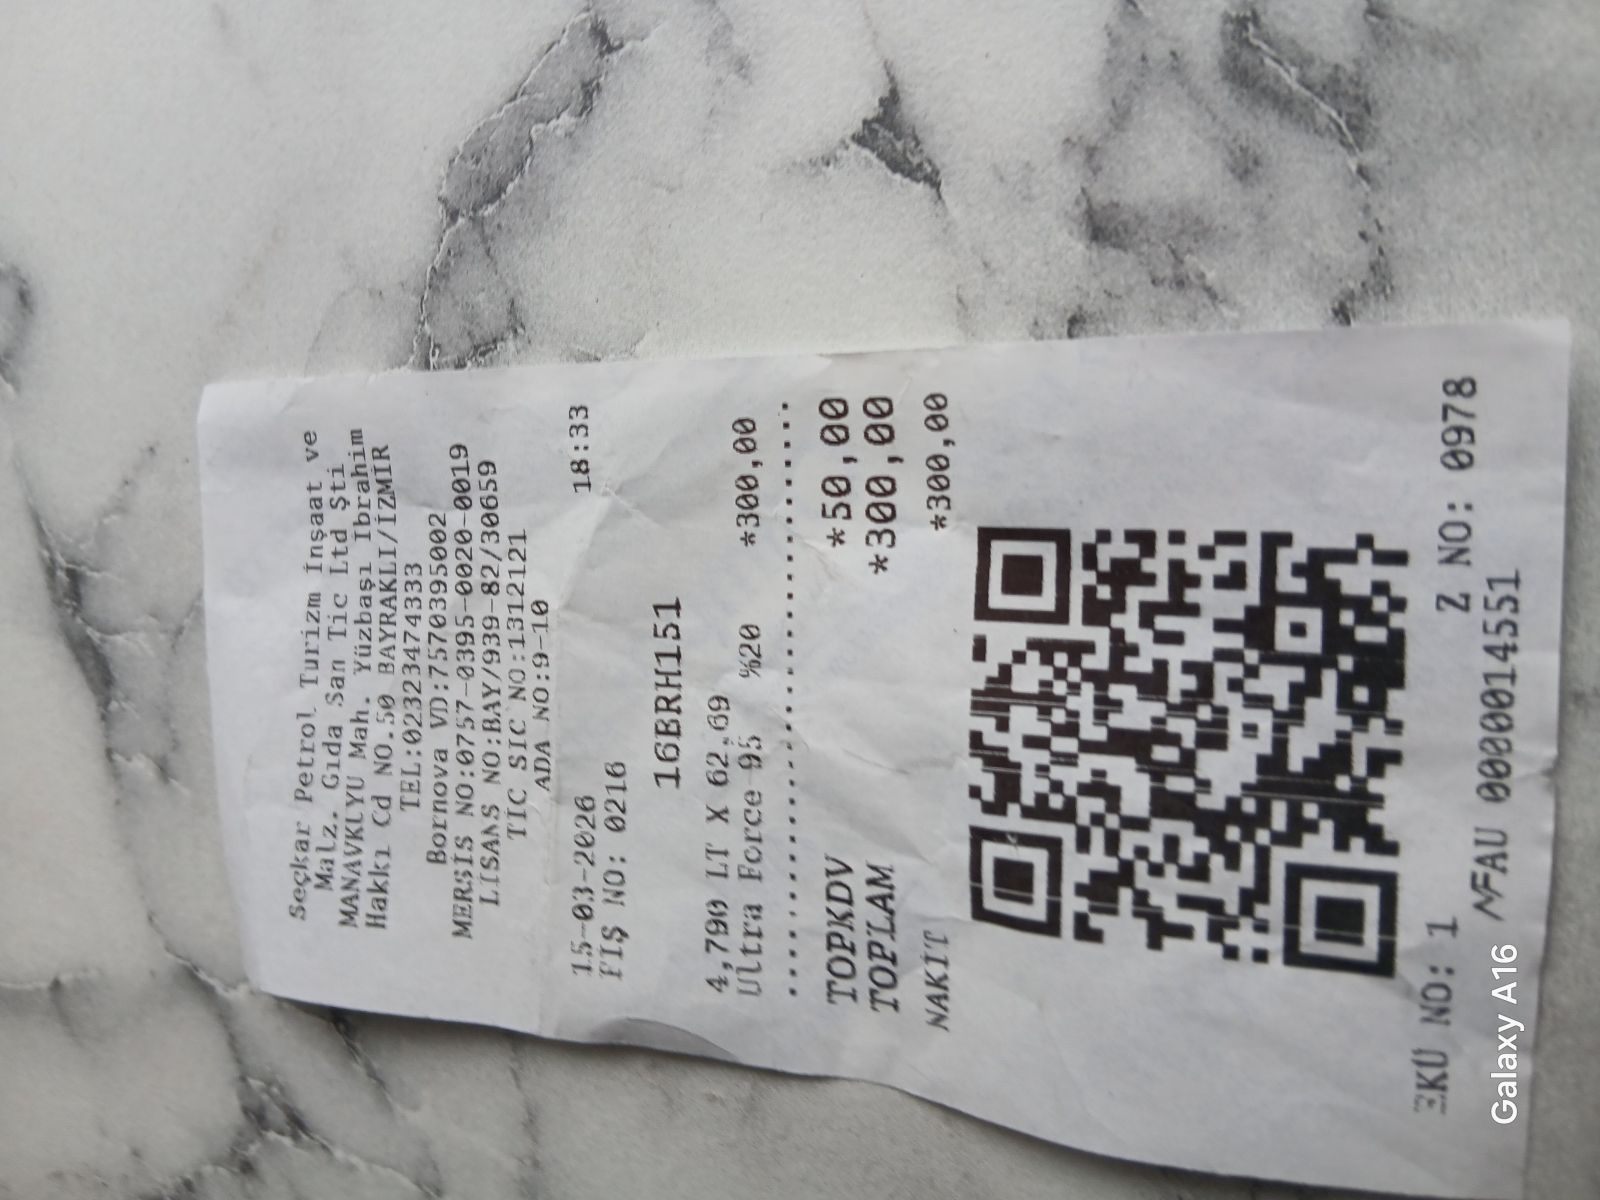 Seçkar Petrol Turizm İnşaat ve
Malz. Gıda San Tic Ltd Şti
MANAVKUYU Mah. Yüzbaşı İbrahim
Hakkı Cd NO.50 BAYRAKLI/İZMİR
TEL:02323474333
Bornova VD:7570395002
MERSİS NO:0757-0395-0020-0019
LİSANS NO:BAY/939-82/30659
TİC SİC NO:1312121
ADA NO:9-10
15-03-2026 18:33
FİŞ NO: 0216
16BRH151
4,790 LT X 62,69
Ultra Force 95 %20 *300,00
TOPKDV *50,00
TOPLAM *300,00
NAKİT *300,00
EKÜ NO: 1 Z NO: 0978
MF AU 00000014551
Galaxy A16